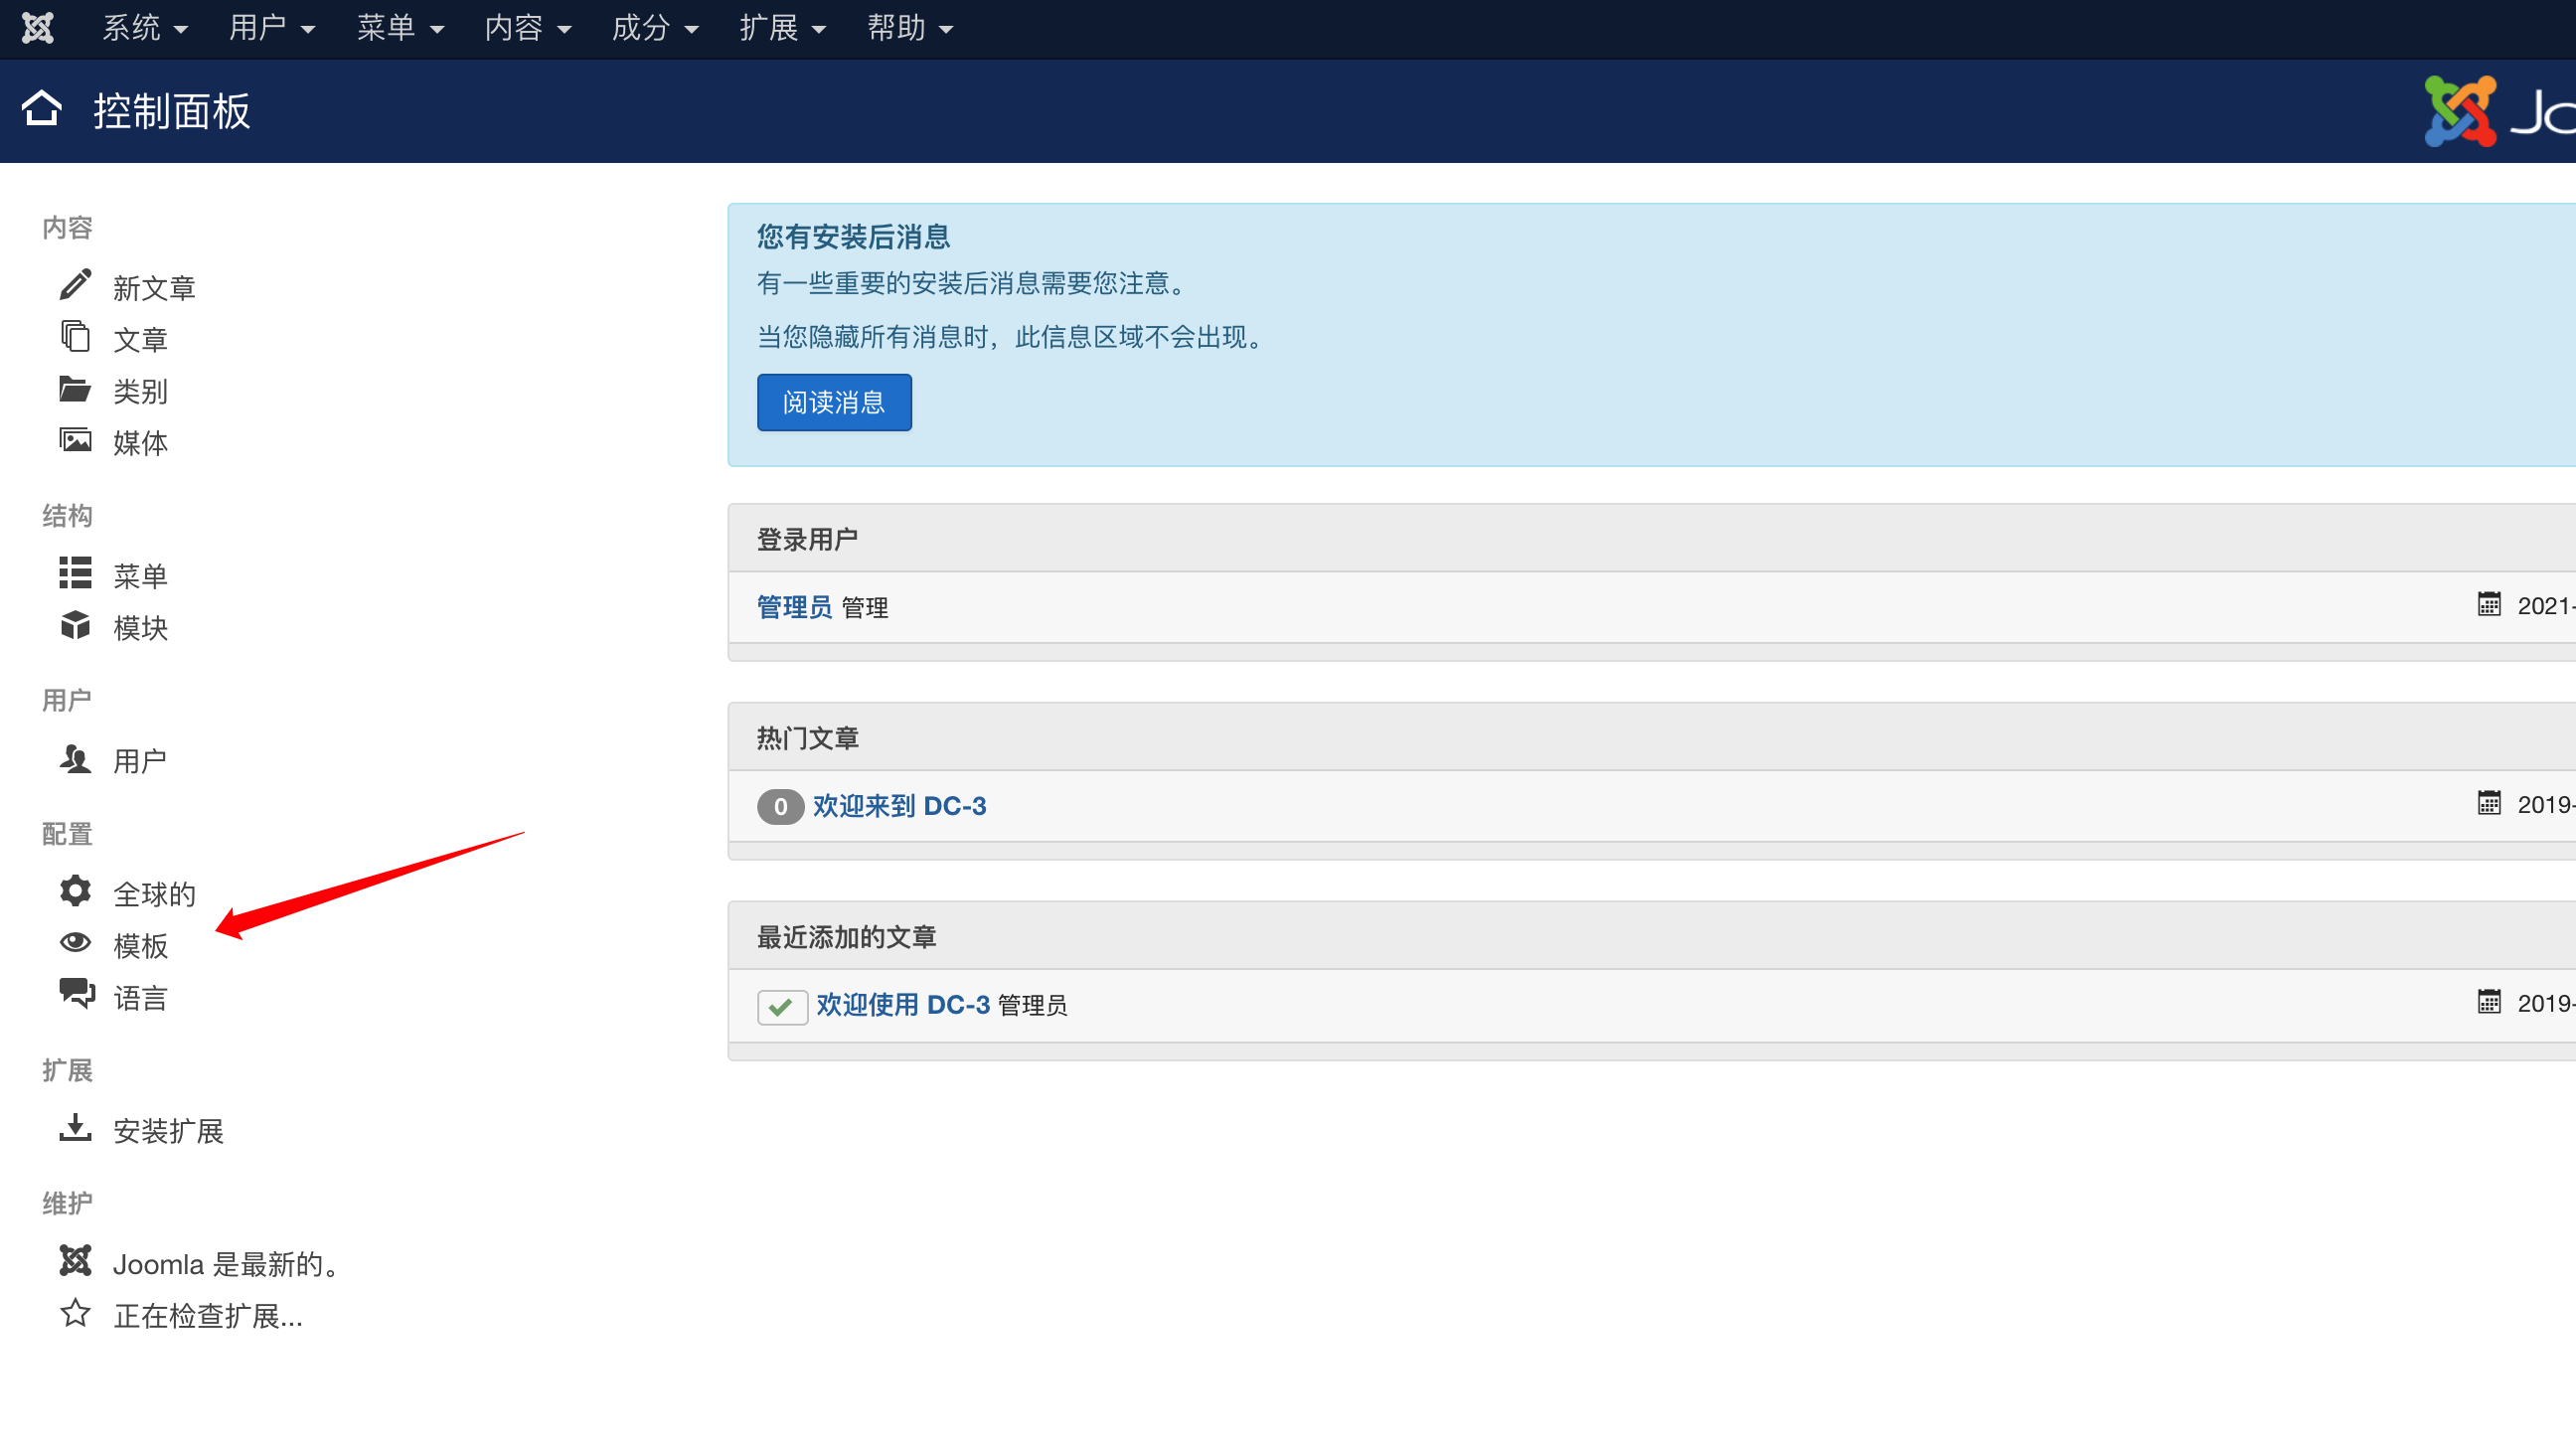 系统 用户 菜单 内容 成分 扩展 帮助
控制面板
内容
新文章
文章
类别
媒体
结构
菜单
模块
用户
用户
配置
全球的
模板
语言
扩展
安装扩展
维护
Joomla 是最新的。
正在检查扩展...
您有安装后消息
有一些重要的安装后消息需要您注意。
当您隐藏所有消息时，此信息区域不会出现。
阅读消息
登录用户
管理员 管理 2021-
热门文章
0 欢迎来到 DC-3 2019-
最近添加的文章
欢迎使用 DC-3 管理员 2019-